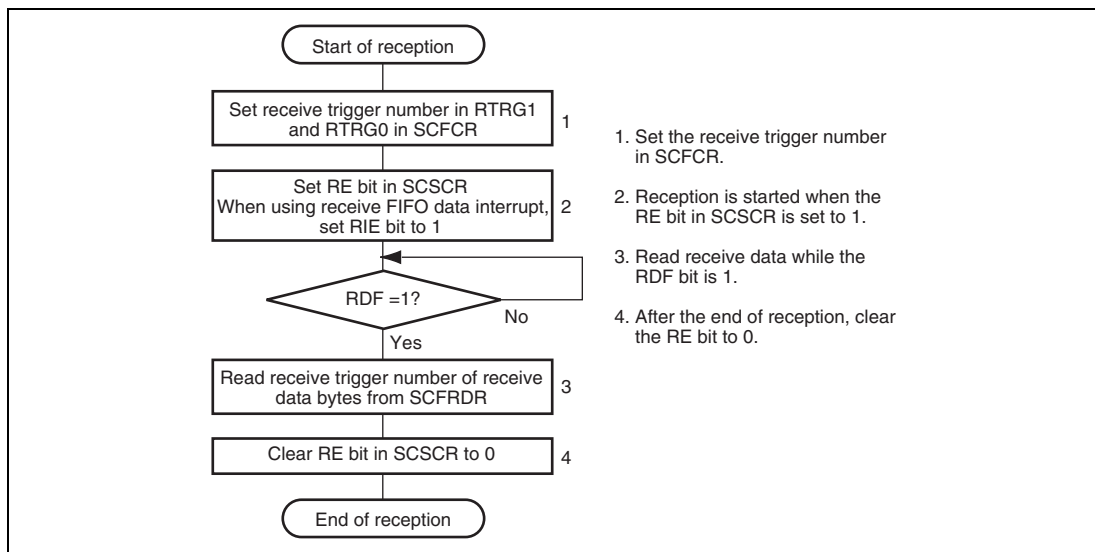 Start of reception
Set receive trigger number in RTRG1
and RTRG0 in SCFCR
1
Set RE bit in SCSCR
When using receive FIFO data interrupt,
set RIE bit to 1
2
RDF =1?
No
Yes
Read receive trigger number of receive
data bytes from SCFRDR
3
Clear RE bit in SCSCR to 0
4
End of reception
1. Set the receive trigger number
in SCFCR.
2. Reception is started when the
RE bit in SCSCR is set to 1.
3. Read receive data while the
RDF bit is 1.
4. After the end of reception, clear
the RE bit to 0.